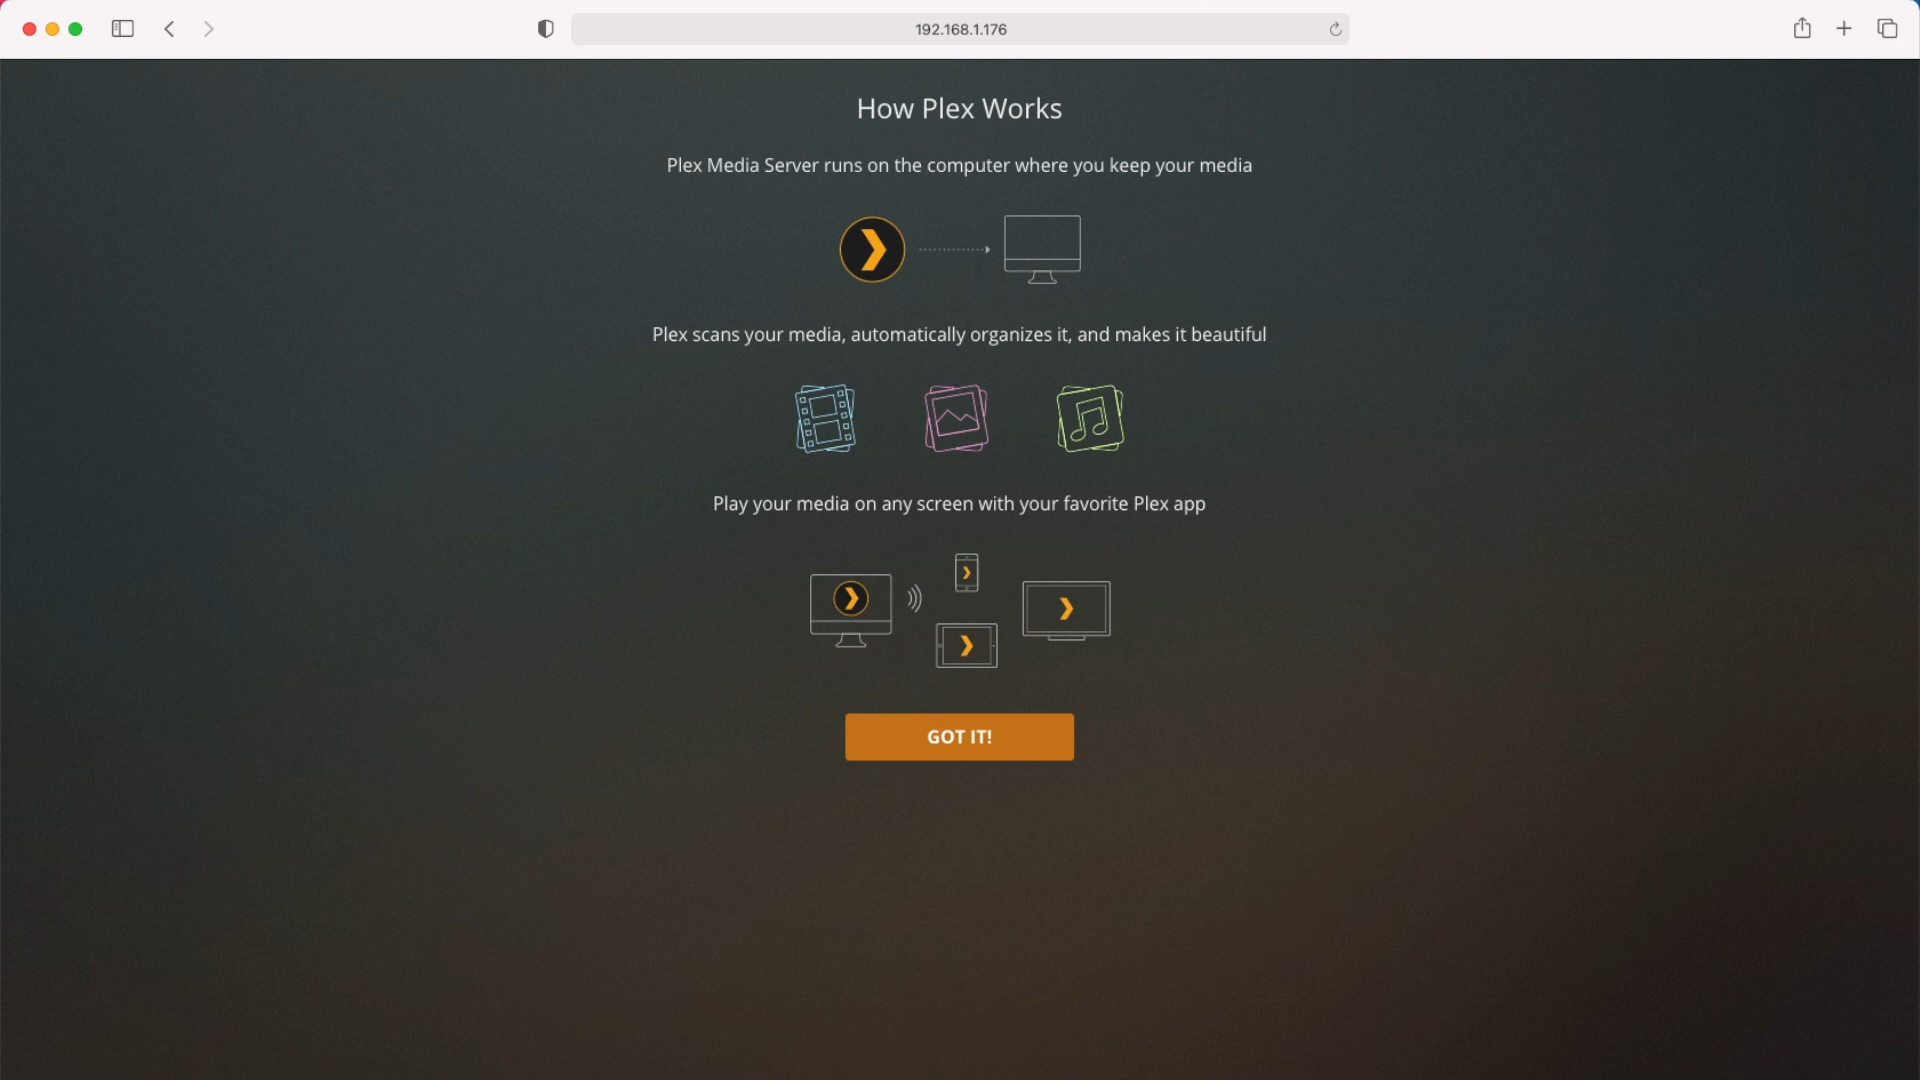 192.168.1.176
How Plex Works
Plex Media Server runs on the computer where you keep your media
Plex scans your media, automatically organizes it, and makes it beautiful
Play your media on any screen with your favorite Plex app
GOT IT!